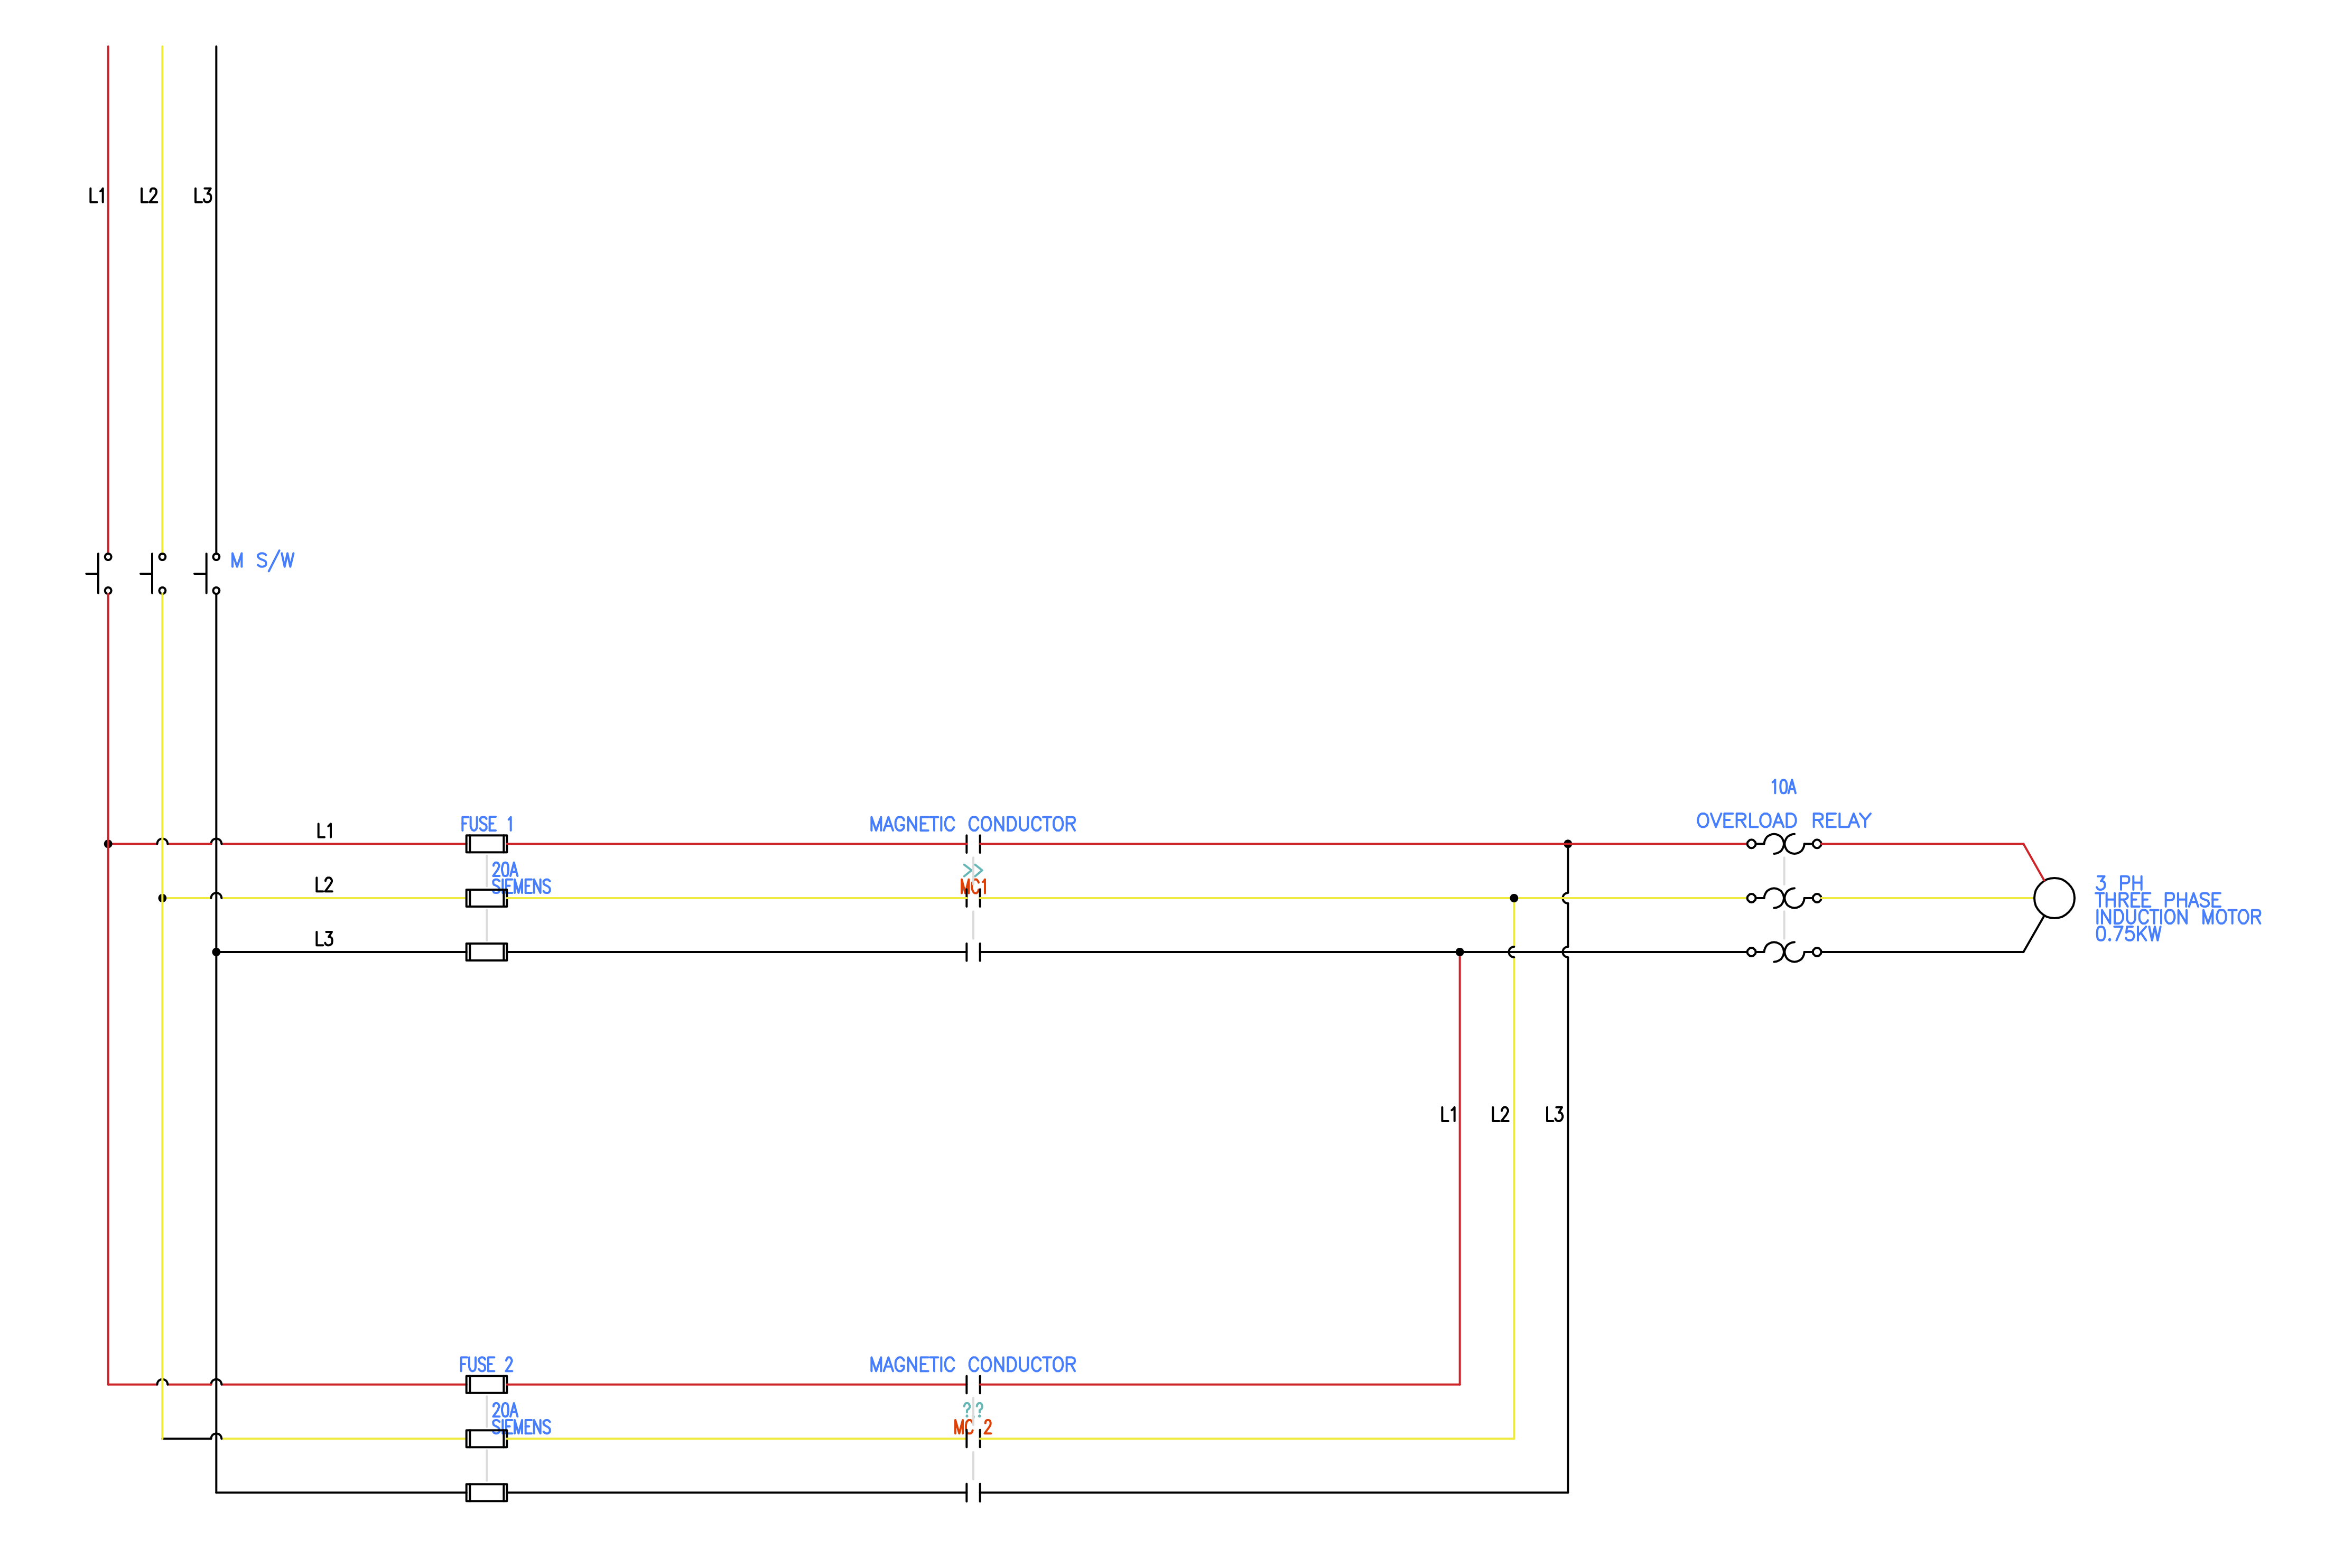 L1 L2 L3
M S/W
10A
OVERLOAD RELAY
L1
FUSE 1
MAGNETIC CONDUCTOR
20A
SIEMENS
>>
MC1
L2
L3
3 PH
THREE PHASE
INDUCTION MOTOR
0.75KW
L1 L2 L3
FUSE 2
MAGNETIC CONDUCTOR
20A
SIEMENS
??
MC 2